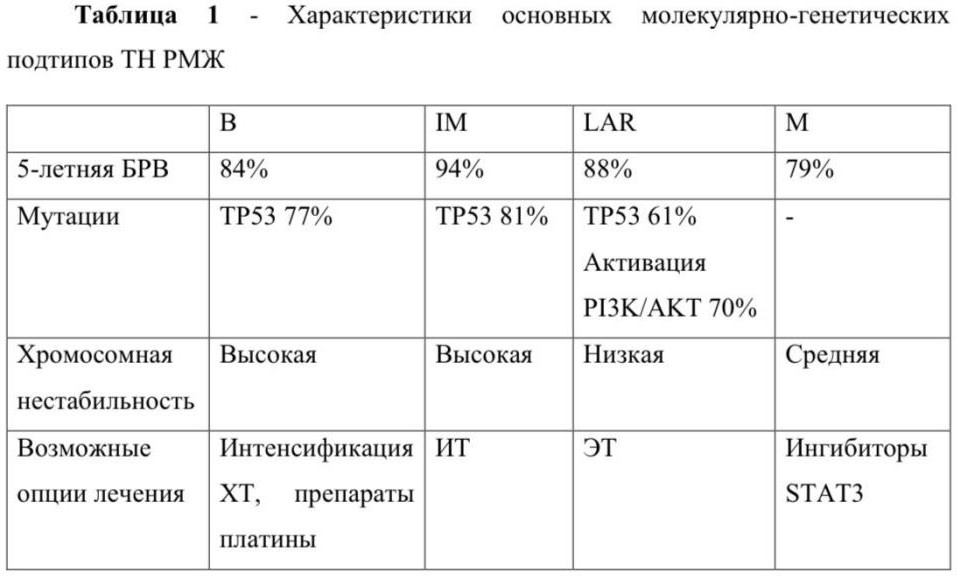 Таблица 1 - Характеристики основных молекулярно-генетических
подтипов ТН РМЖ
B IM LAR M
5-летняя БРВ 84% 94% 88% 79%
Мутации TP53 77% TP53 81% TP53 61% -
Активация
PI3K/AKT 70%
Хромосомная Высокая Высокая Низкая Средняя
нестабильность
Возможные Интенсификация ИТ ЭТ Ингибиторы
опции лечения ХТ, препараты STAT3
платины